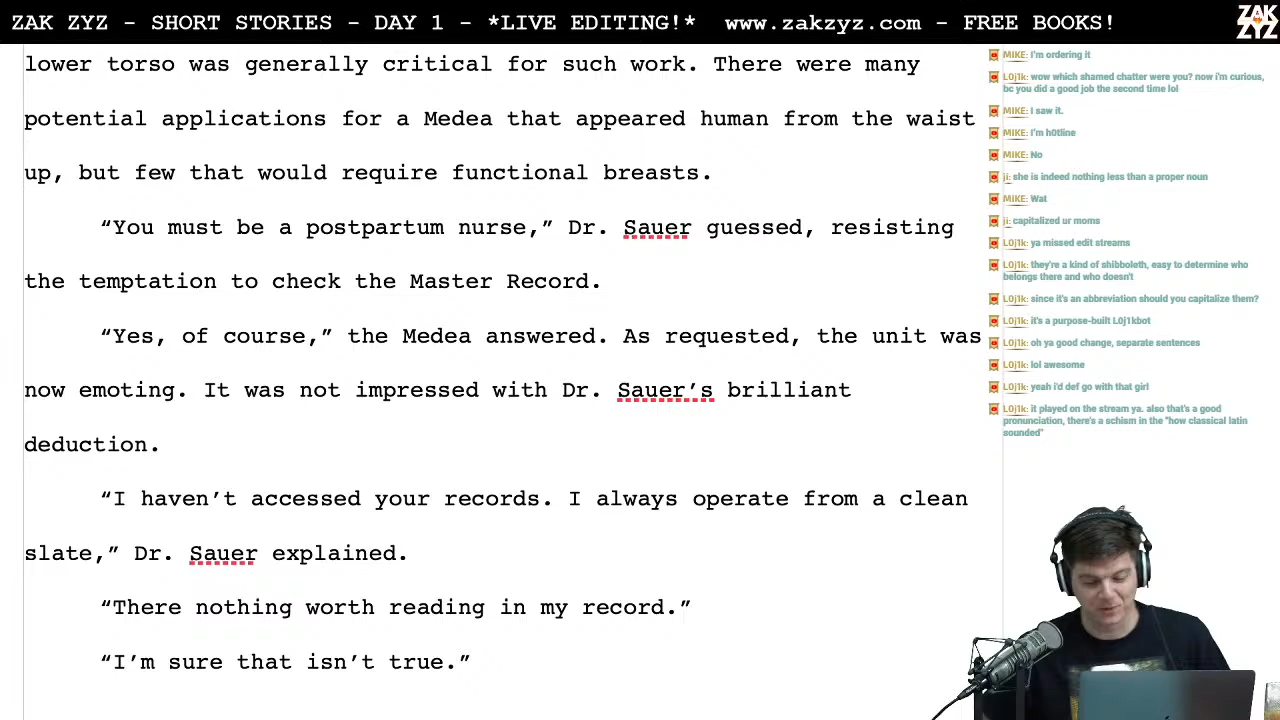 ZAK ZYZ - SHORT STORIES - DAY 1 - *LIVE EDITING!*  www.zakzyz.com - FREE BOOKS!
ZAK
ZYZ
lower torso was generally critical for such work. There were many
potential applications for a Medea that appeared human from the waist
up, but few that would require functional breasts.
“You must be a postpartum nurse,” Dr. Sauer guessed, resisting
the temptation to check the Master Record.
“Yes, of course,” the Medea answered. As requested, the unit was
now emoting. It was not impressed with Dr. Sauer’s brilliant
deduction.
“I haven’t accessed your records. I always operate from a clean
slate,” Dr. Sauer explained.
“There nothing worth reading in my record.”
“I’m sure that isn’t true.”
MIKE: I'm ordering it
L0j1k: wow which shamed chatter were you? now i'm curious,
bc you did a good job the second time lol
MIKE: I saw it.
MIKE: I'm h0tline
MIKE: No
ji: she is indeed nothing less than a proper noun
MIKE: Wat
ji: capitalized ur moms
L0j1k: ya missed edit streams
L0j1k: they're a kind of shibboleth, easy to determine who
belongs there and who doesn't
L0j1k: since it's an abbreviation should you capitalize them?
L0j1k: it's a purpose-built L0j1kbot
L0j1k: oh ya good change, separate sentences
L0j1k: lol awesome
L0j1k: yeah i'd def go with that girl
L0j1k: it played on the stream ya. also that's a good
pronunciation, there's a schism in the "how classical latin
sounded"